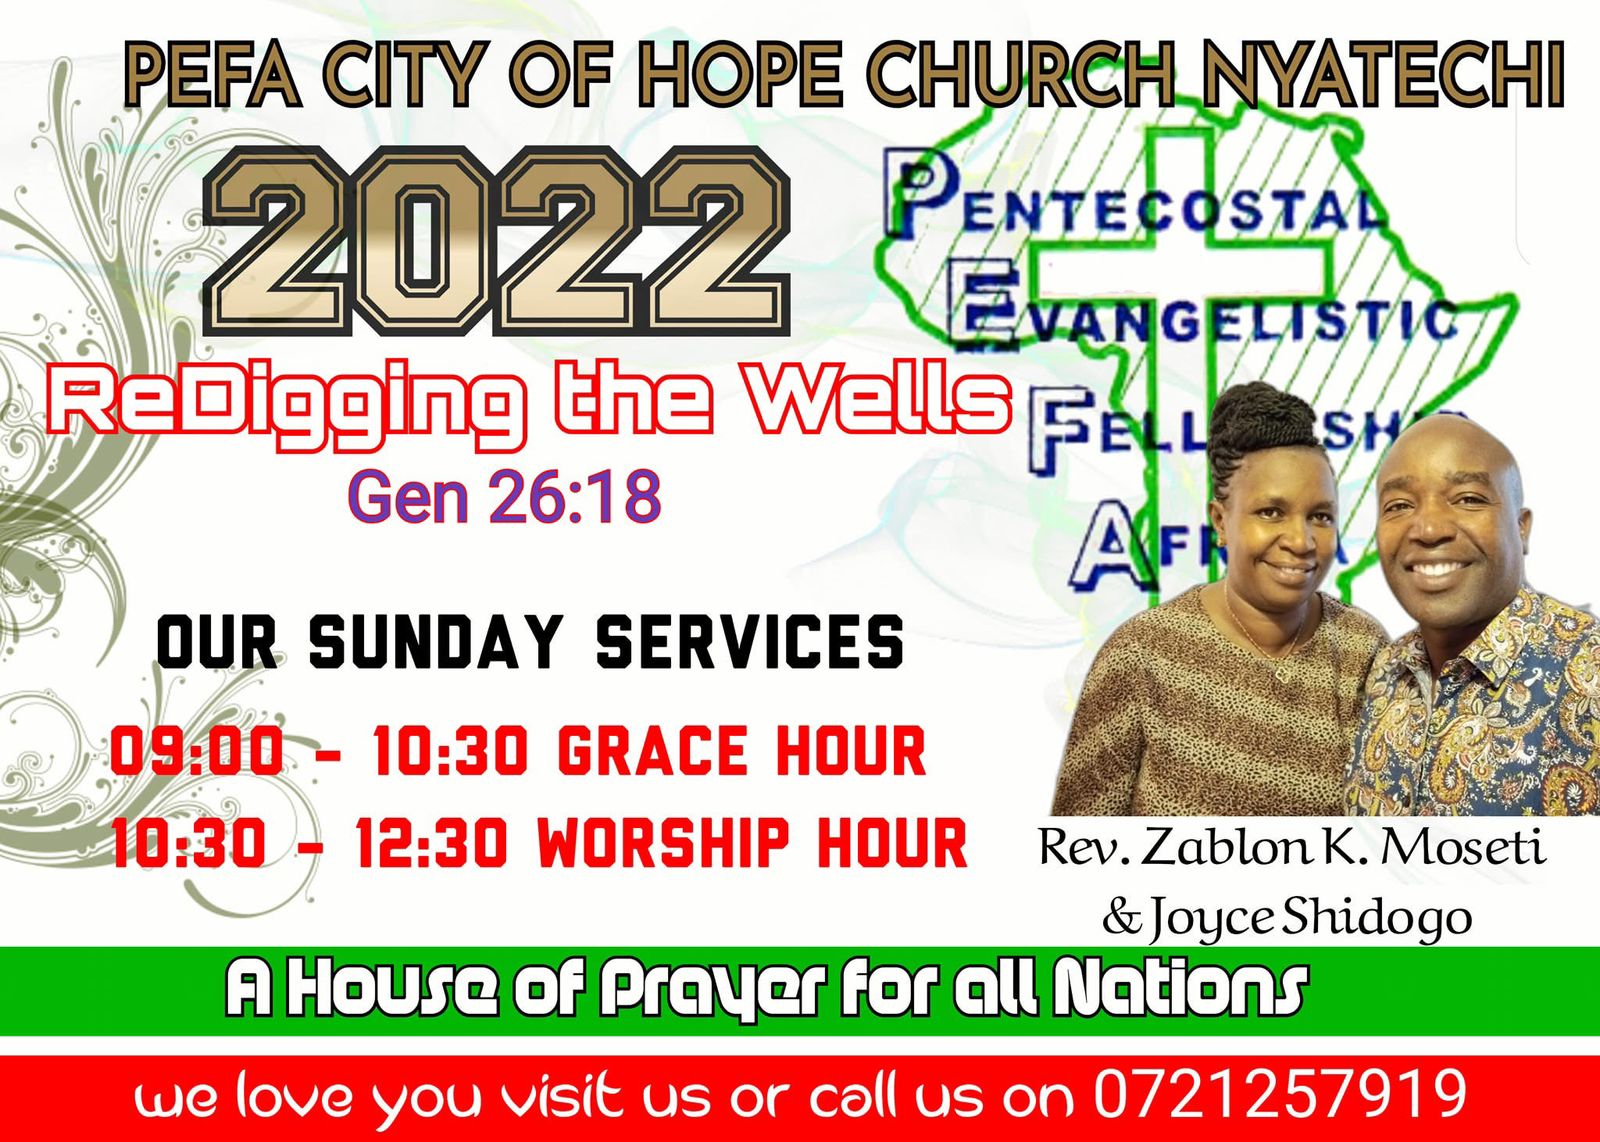 PEFA CITY OF HOPE CHURCH NYATECHI
2022
ReDigging the Wells
Gen 26:18
PENTECOSTAL
EVANGELISTIC
FELLOWSHIP
AFRICA
OUR SUNDAY SERVICES
09:00 - 10:30 GRACE HOUR
10:30 - 12:30 WORSHIP HOUR
Rev. Zablon K. Moseti
& Joyce Shidogo
A House of Prayer for all Nations
we love you visit us or call us on 0721257919